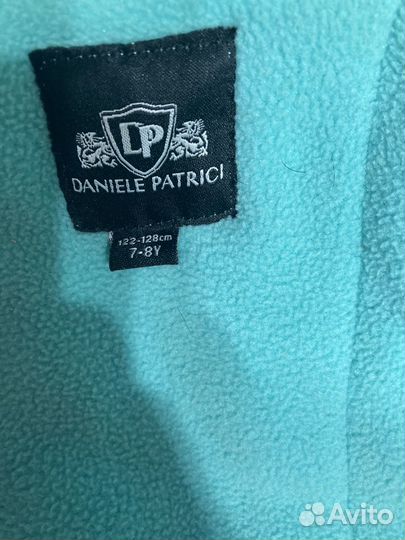 DP
DANIELE PATRICI
122-128cm
7-8Y
Avito